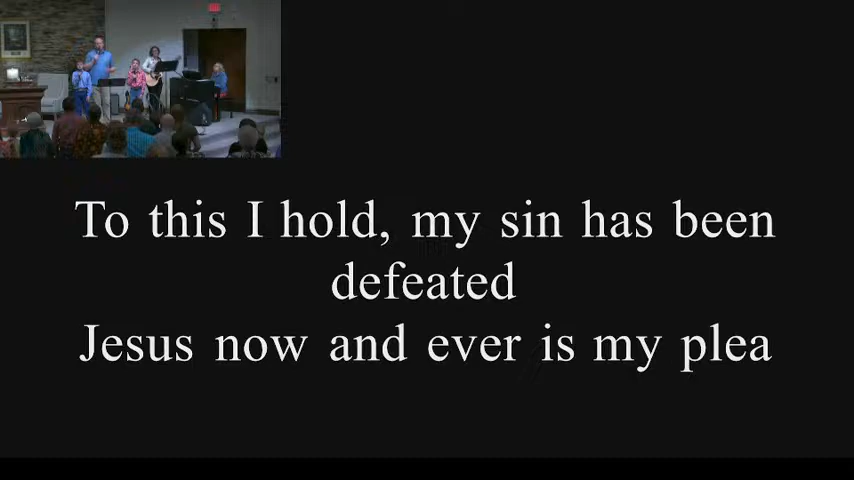 To this I hold, my sin has been
defeated
Jesus now and ever is my plea